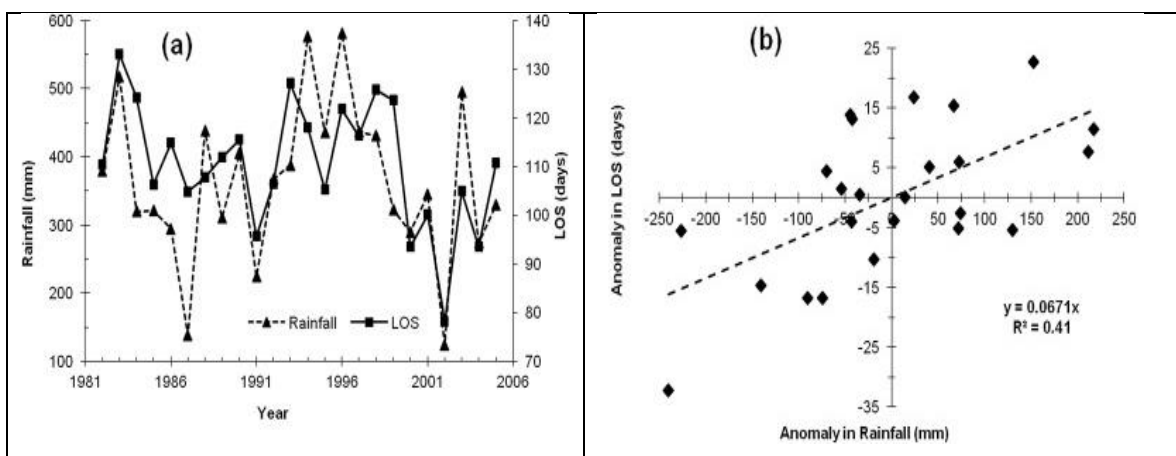 (a)
600
500
400
300
200
100
Rainfall (mm)
140
130
120
110
100
90
80
70
LOS (days)
Rainfall
LOS
1981
1986
1991
1996
2001
2006
Year
(b)
25
15
5
-5
-15
-25
-35
Anomaly in LOS (days)
-250 -200 -150 -100 -50 0 50 100 150 200 250
y = 0.0671x
R² = 0.41
Anomaly in Rainfall (mm)